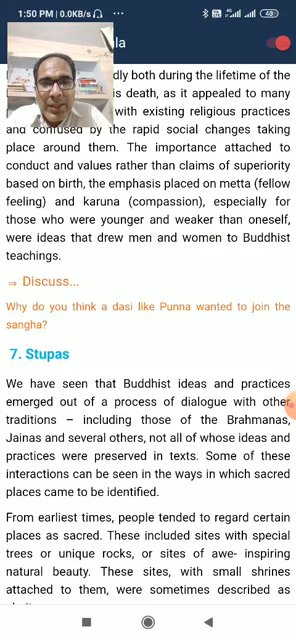 1:50 PM | 0.0KB/s
49
la
dly both during the lifetime of the
is death, as it appealed to many
with existing religious practices
and confused by the rapid social changes taking
place around them. The importance attached to
conduct and values rather than claims of superiority
based on birth, the emphasis placed on metta (fellow
feeling) and karuna (compassion), especially for
those who were younger and weaker than oneself,
were ideas that drew men and women to Buddhist
teachings.
⇒ Discuss...
Why do you think a dasi like Punna wanted to join the
sangha?
7. Stupas
We have seen that Buddhist ideas and practices
emerged out of a process of dialogue with other
traditions – including those of the Brahmanas,
Jainas and several others, not all of whose ideas and
practices were preserved in texts. Some of these
interactions can be seen in the ways in which sacred
places came to be identified.
From earliest times, people tended to regard certain
places as sacred. These included sites with special
trees or unique rocks, or sites of awe- inspiring
natural beauty. These sites, with small shrines
attached to them, were sometimes described as